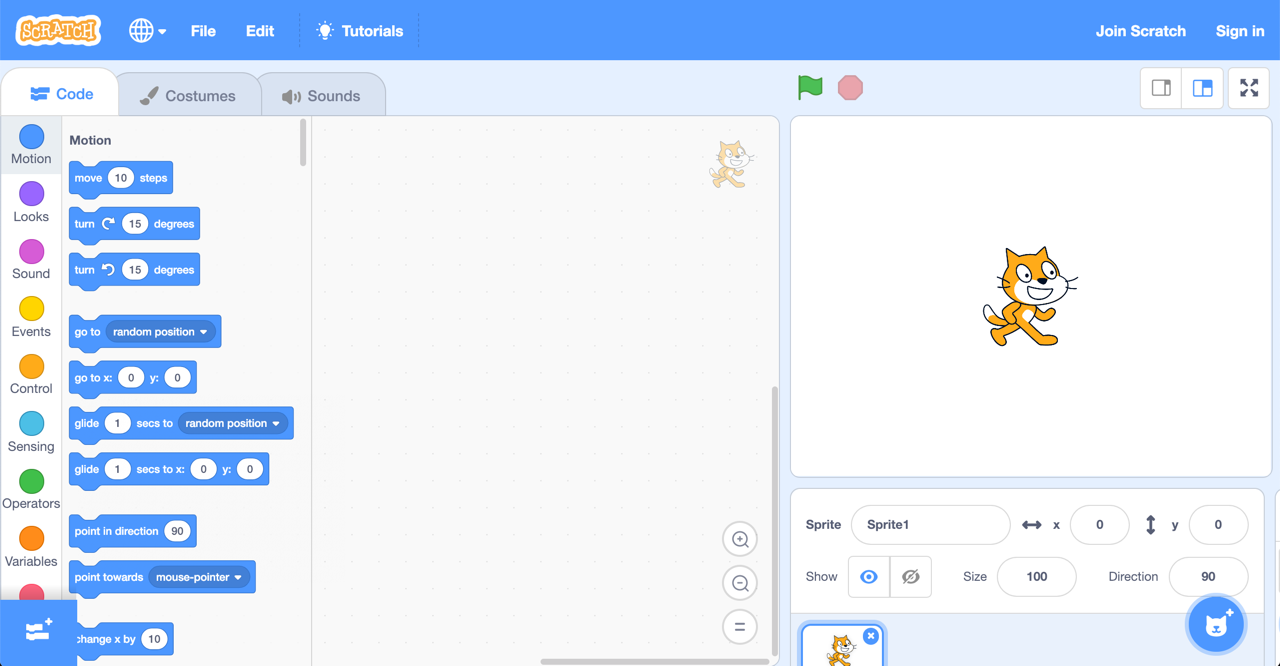 SCRATCH File Edit Tutorials Join Scratch Sign in
Code Costumes Sounds
Motion
Looks
Sound
Events
Control
Sensing
Operators
Variables
Motion
move 10 steps
turn 15 degrees
turn 15 degrees
go to random position
go to x: 0 y: 0
glide 1 secs to random position
glide 1 secs to x: 0 y: 0
point in direction 90
point towards mouse-pointer
change x by 10
Sprite Sprite1 x 0 y 0
Show Size 100 Direction 90